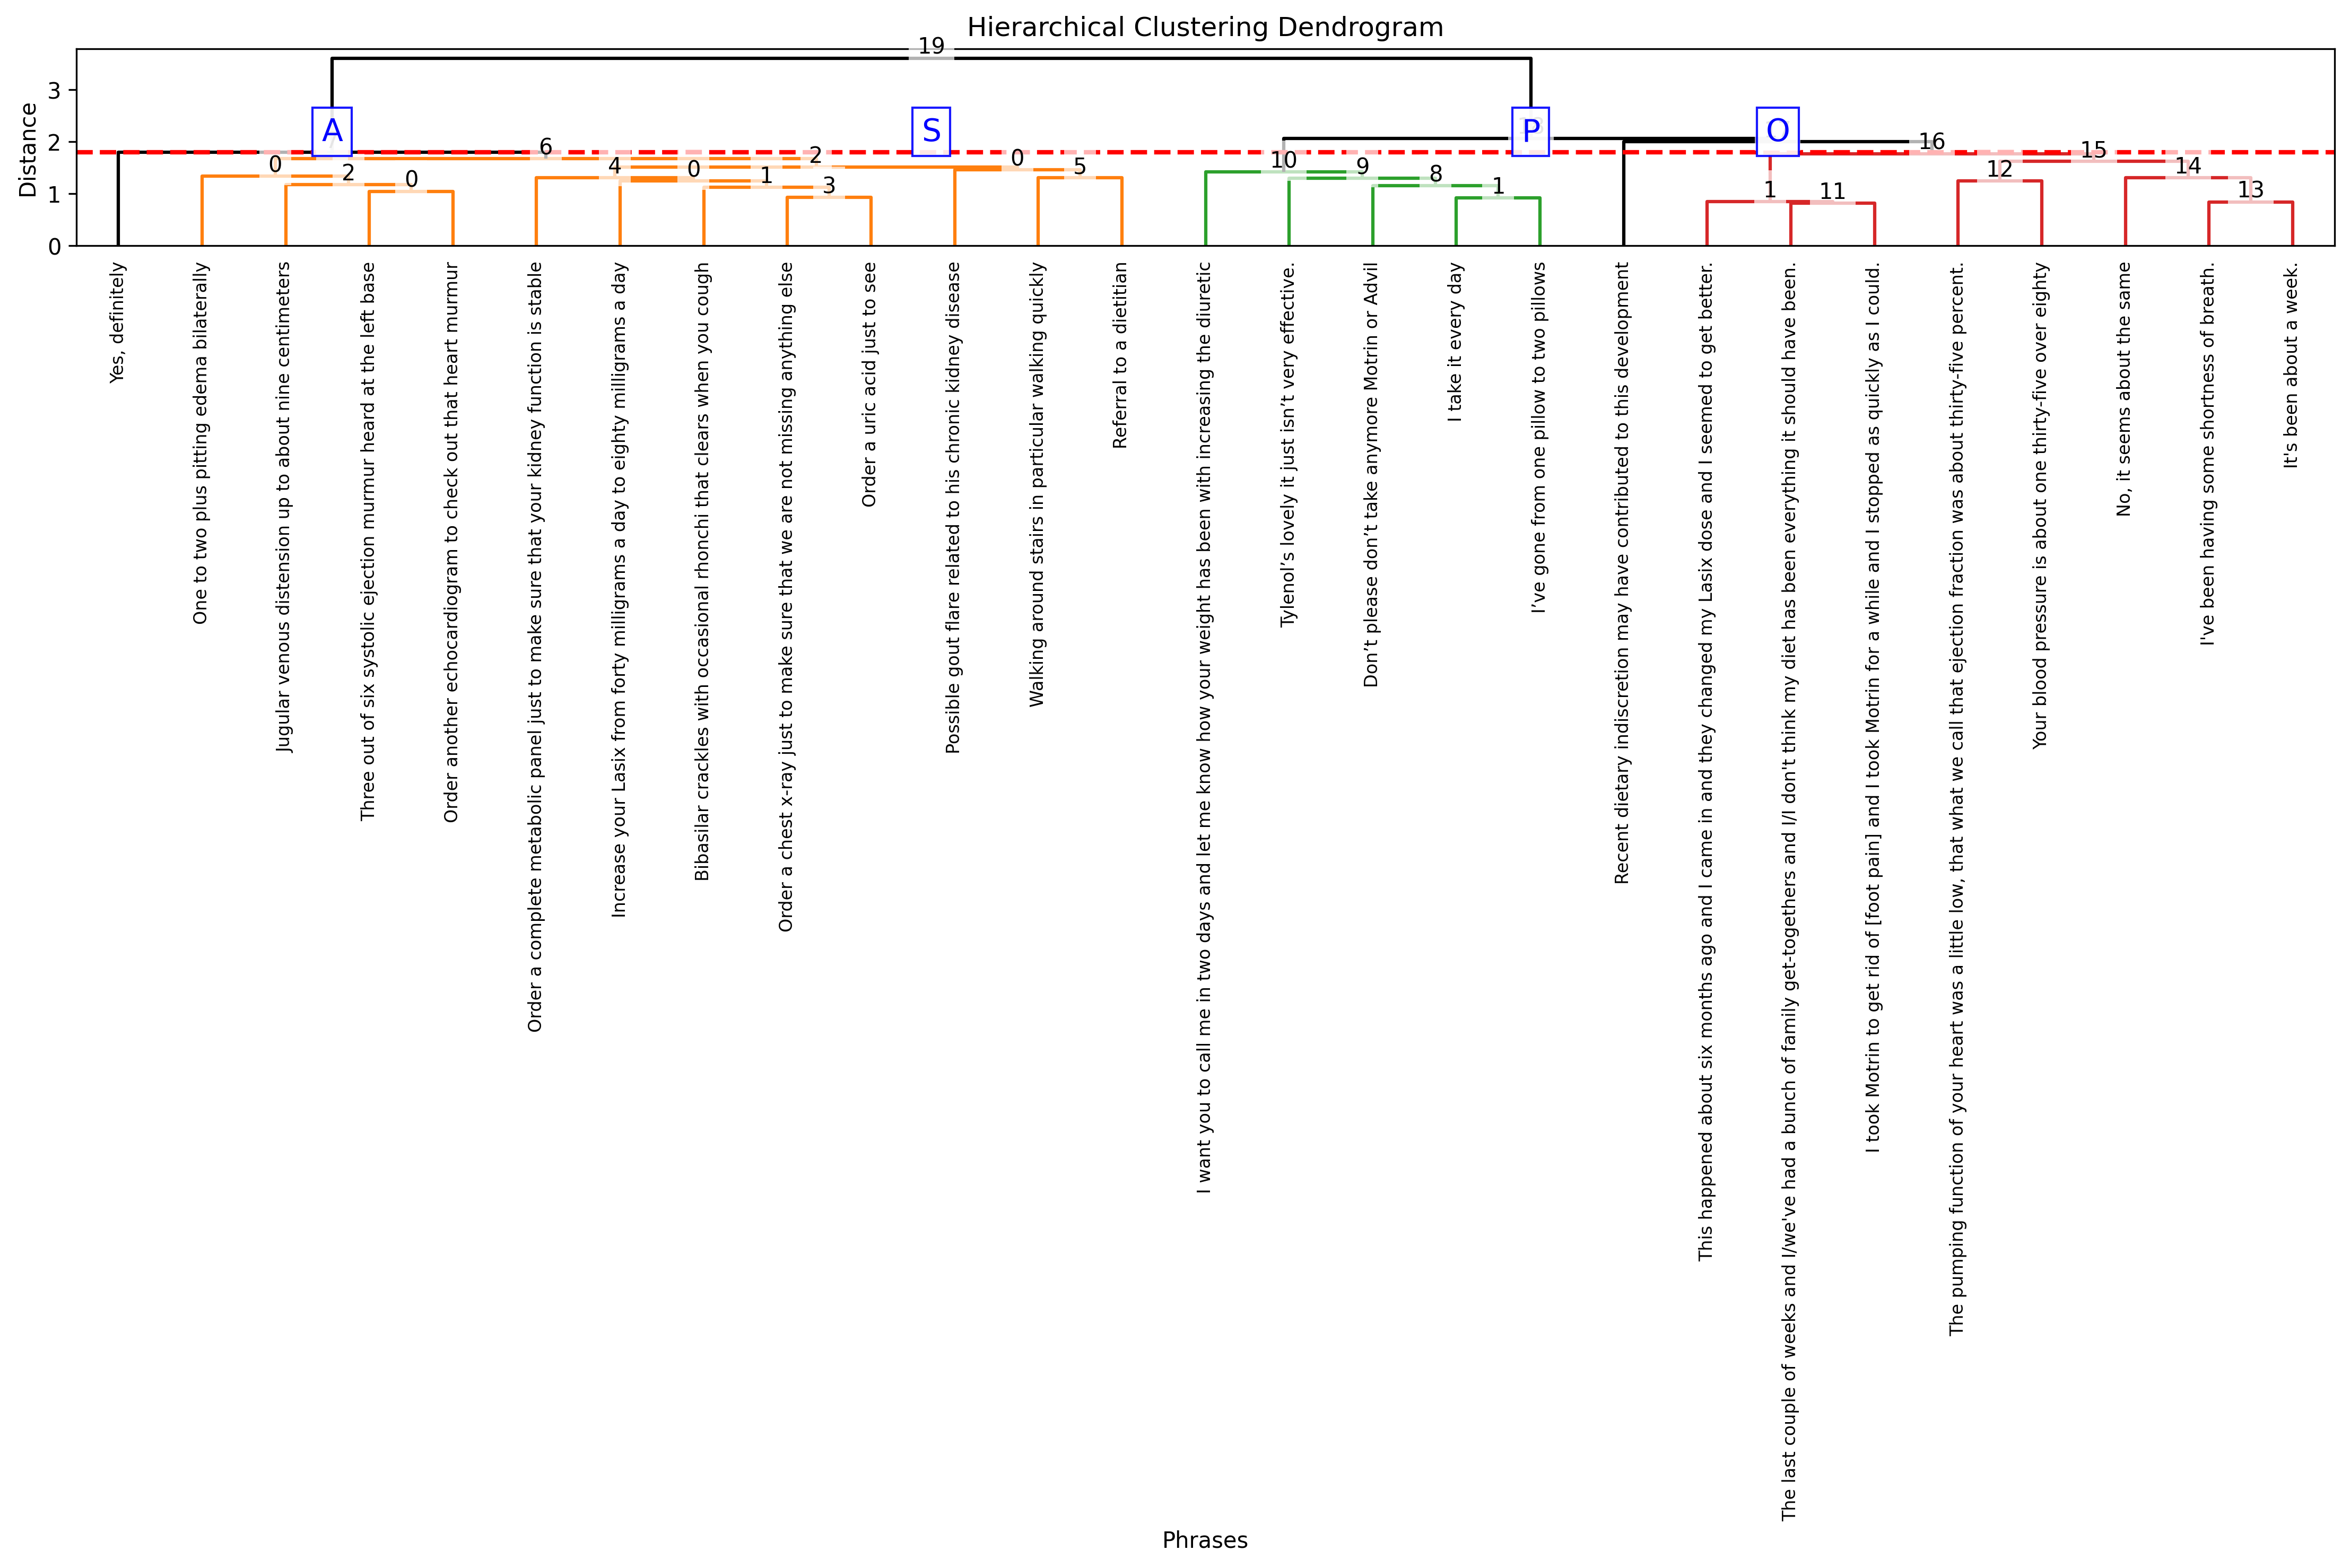 Hierarchical Clustering Dendrogram
19
3
2
1
0
Distance
A
S
P
O
6
2
0
5
0
2
0
4
0
1
3
10
9
8
1
16
15
14
13
12
1
11
Yes, definitely
One to two plus pitting edema bilaterally
Jugular venous distension up to about nine centimeters
Three out of six systolic ejection murmur heard at the left base
Order another echocardiogram to check out that heart murmur
Order a complete metabolic panel just to make sure that your kidney function is stable
Increase your Lasix from forty milligrams a day to eighty milligrams a day
Bibasilar crackles with occasional rhonchi that clears when you cough
Order a chest x-ray just to make sure that we are not missing anything else
Order a uric acid just to see
Possible gout flare related to his chronic kidney disease
Walking around stairs in particular walking quickly
Referral to a dietitian
I want you to call me in two days and let me know how your weight has been with increasing the diuretic
Tylenol’s lovely it just isn’t very effective.
Don’t please don’t take anymore Motrin or Advil
I take it every day
I’ve gone from one pillow to two pillows
Recent dietary indiscretion may have contributed to this development
This happened about six months ago and I came in and they changed my Lasix dose and I seemed to get better.
The last couple of weeks and I/we've had a bunch of family get-togethers and I/I don't think my diet has been everything it should have been.
I took Motrin to get rid of [foot pain] and I took Motrin for a while and I stopped as quickly as I could.
The pumping function of your heart was a little low, that what we call that ejection fraction was about thirty-five percent.
Your blood pressure is about one thirty-five over eighty
No, it seems about the same
I've been having some shortness of breath.
It's been about a week.
Phrases